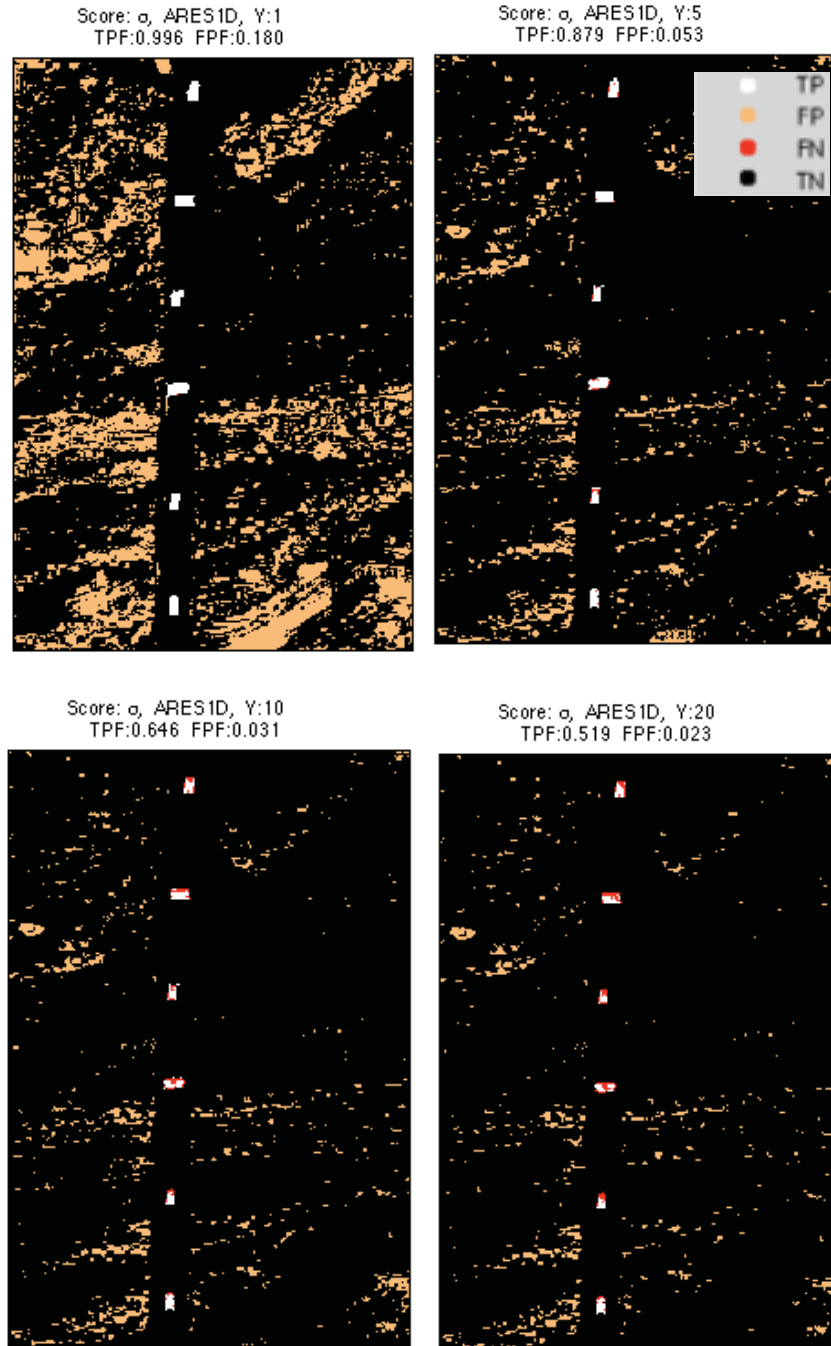 Score: σ, ARES1D, Y:1
TPF:0.996 FPF:0.180
Score: σ, ARES1D, Y:5
TPF:0.879 FPF:0.053
TP
FP
FN
TN
Score: σ, ARES1D, Y:10
TPF:0.646 FPF:0.031
Score: σ, ARES1D, Y:20
TPF:0.519 FPF:0.023